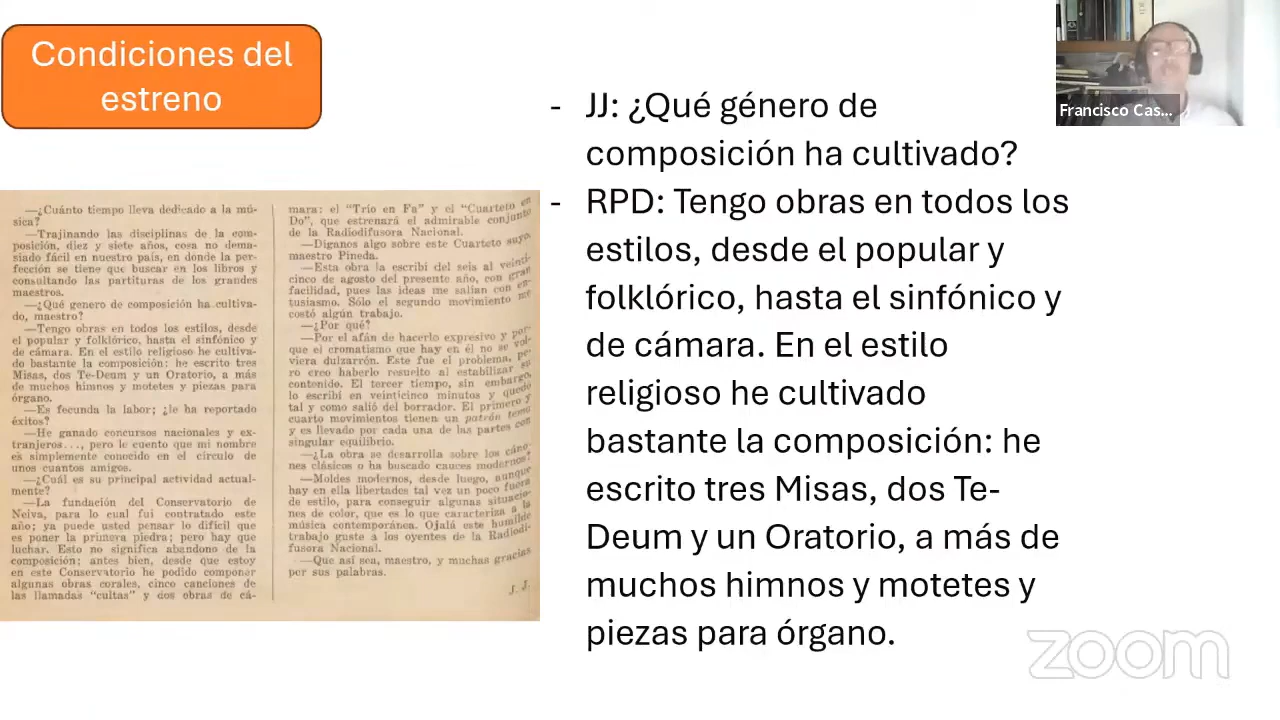 Condiciones del
estreno
—¿Cuánto tiempo lleva dedicado a la mú-
sica?
—Trajinando las disciplinas de la com-
posición, diez y siete años, cosa no dema-
siado fácil en nuestro país, en donde la per-
fección se tiene que buscar en los libros y
consultando las partituras de los grandes
maestros.
—¿Qué genero de composición ha cultiva-
do, maestro?
—Tengo obras en todos los estilos, desde
el popular y folklórico, hasta el sinfónico y
de cámara. En el estilo religioso he cultiva-
do bastante la composición: he escrito tres
Misas, dos Te-Deum y un Oratorio, a más
de muchos himnos y motetes y piezas para
órgano.
—Es fecunda la labor; ¿le ha reportado
éxitos?
—He ganado concursos nacionales y ex-
tranjeros..., pero le cuento que mi nombre
es simplemente conocido en el círculo de
unos cuantos amigos.
—¿Cuál es su principal actividad actual-
mente?
—La fundación del Conservatorio de
Neiva, para lo cual fui contratado este
año; ya puede usted pensar lo difícil que
es poner la primera piedra; pero hay que
luchar. Esto no significa abandono de la
composición; antes bien, desde que estoy
en este Conservatorio he podido componer
algunas obras corales, cinco canciones de
las llamadas "cultas" y dos obras de cá-
mara: el "Trío en Fa" y el "Cuarteto en
Do", que estrenará el admirable conjunto
de la Radiodifusora Nacional.
—Díganos algo sobre este Cuarteto suyo,
maestro Pineda.
—Esta obra la escribí del seis al veinti-
cinco de agosto del presente año, con gran
facilidad, pues las ideas me salían con en-
tusiasmo. Sólo el segundo movimiento me
costó algún trabajo.
—¿Por qué?
—Por el afán de hacerlo expresivo y por-
que el cromatismo que hay en él no se vol-
viera dulzarrón. Este fue el problema, pe-
ro creo haberlo resuelto al estabilizar su
contenido. El tercer tiempo, sin embargo,
lo escribí en veinticinco minutos y quedó
tal y como salió del borrador. El primero y
cuarto movimientos tienen un patrón tema
y es llevado por cada una de las partes con
singular equilibrio.
—¿La obra se desarrolla sobre los cáno-
nes clásicos o ha buscado cauces modernos?
—Moldes modernos, desde luego, aunque
hay en ella libertades tal vez un poco fuera
de estilo, para conseguir algunas situacio-
nes de color, que es lo que caracteriza a la
música contemporánea. Ojalá este humilde
trabajo guste a los oyentes de la Radiodi-
fusora Nacional.
—Que así sea, maestro, y muchas gracias
por sus palabras.
J. J.
- JJ: ¿Qué género de
composición ha cultivado?
- RPD: Tengo obras en todos los
estilos, desde el popular y
folklórico, hasta el sinfónico y
de cámara. En el estilo
religioso he cultivado
bastante la composición: he
escrito tres Misas, dos Te-
Deum y un Oratorio, a más de
muchos himnos y motetes y
piezas para órgano.
Francisco Cas...
zoom